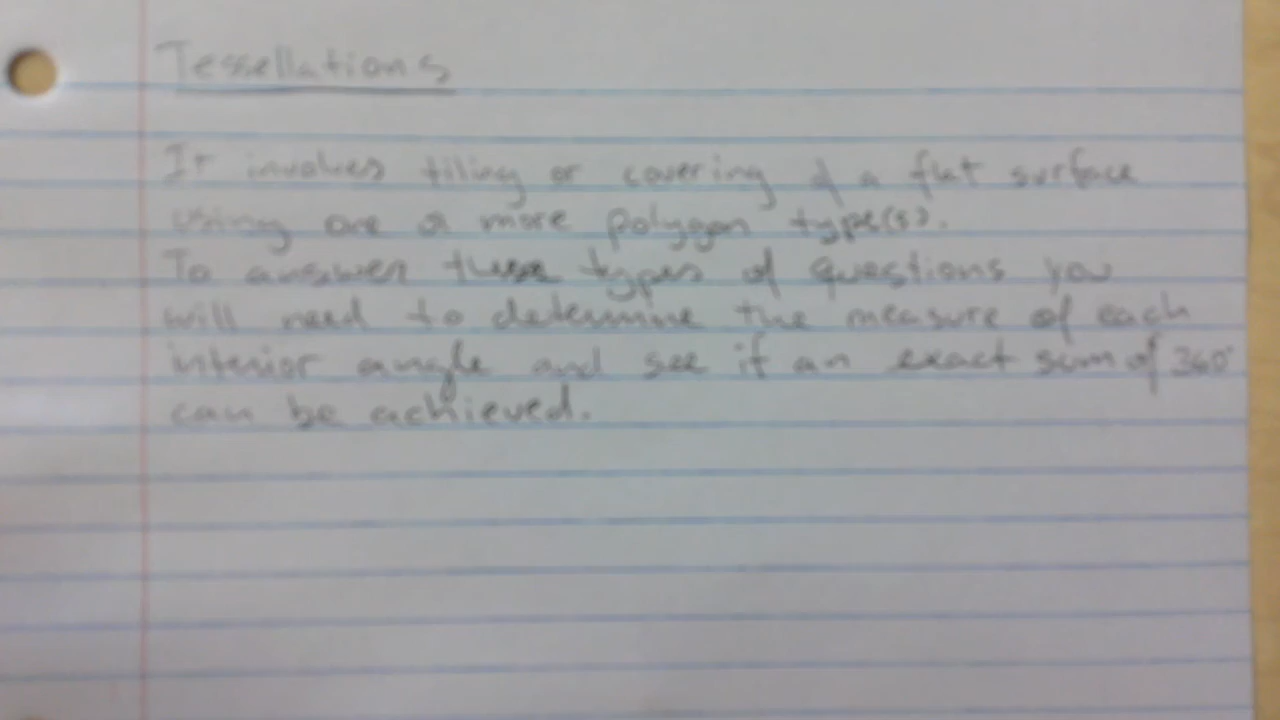 Tessellations
It involves tiling or covering of a flat surface
using one or more polygon type(s).
To answer these types of questions you
will need to determine the measure of each
interior angle and see if an exact sum of 360°
can be achieved.